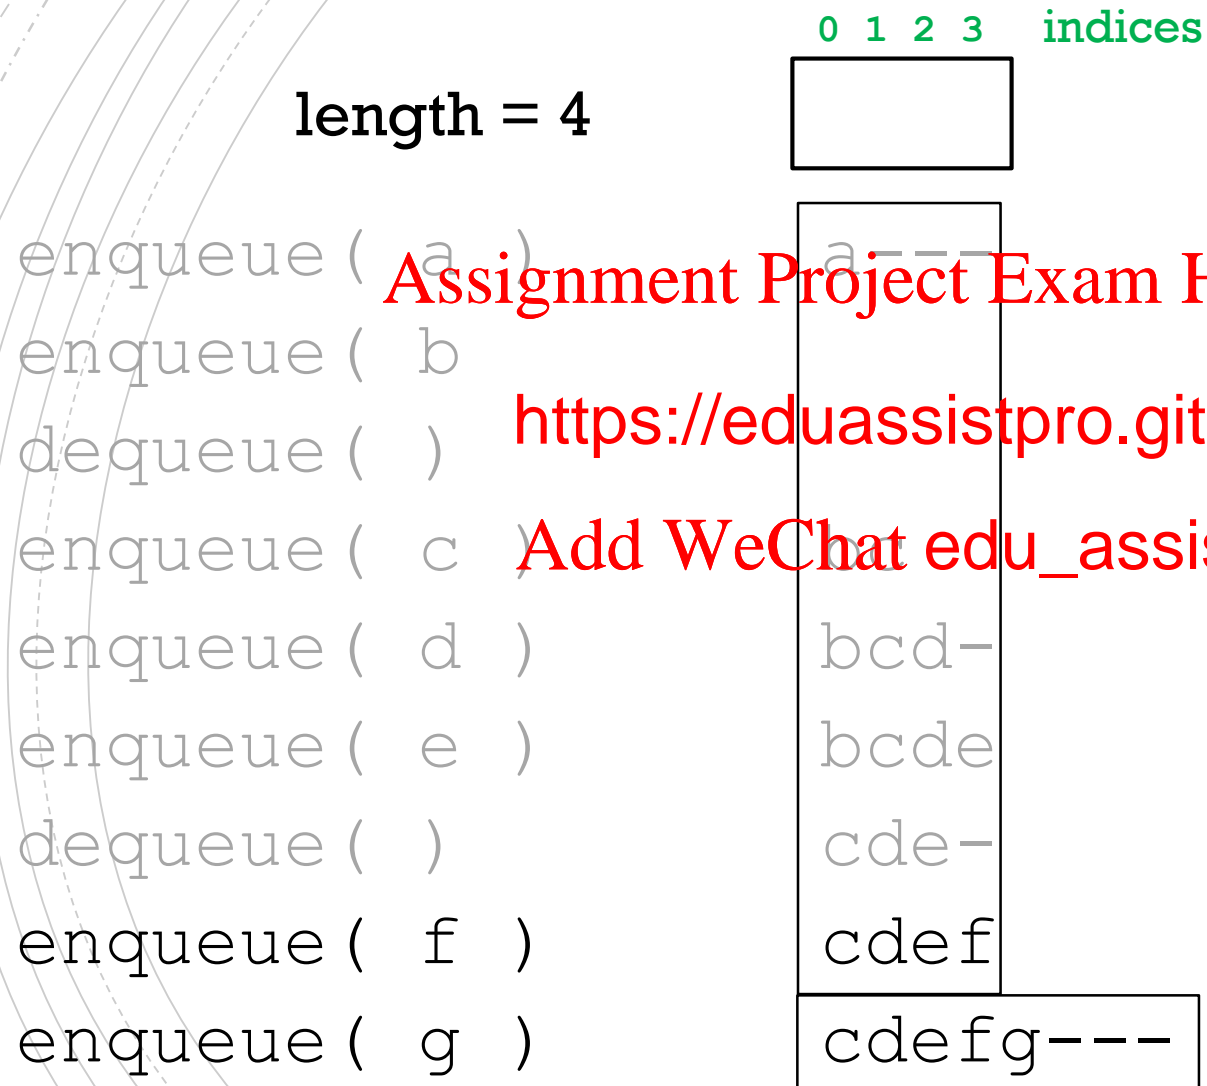 0 1 2 3 indices
length = 4
enqueue( a ) a---
Assignment Project Exam
enqueue( b
https://eduassistpro.git
dequeue( )
enqueue( c ) bc
Add WeChat edu_assis
enqueue( d ) bcd-
enqueue( e ) bcde
dequeue( ) cde-
enqueue( f ) cdef
enqueue( g ) cdefg---